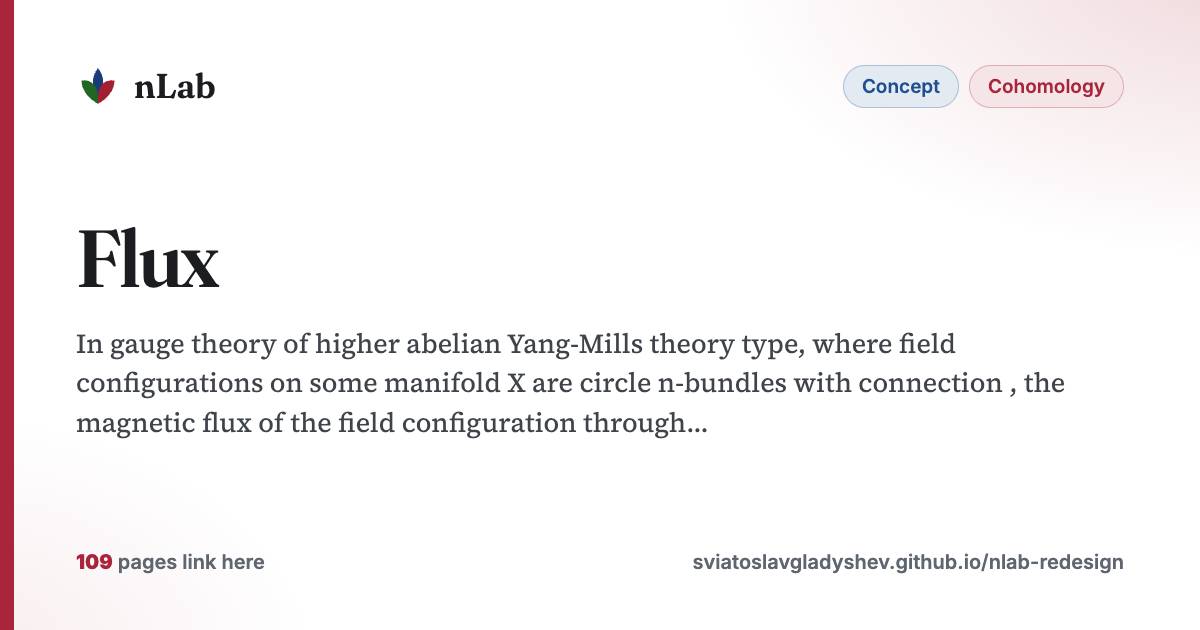 nLab
Concept
Cohomology
Flux
In gauge theory of higher abelian Yang-Mills theory type, where field
configurations on some manifold X are circle n-bundles with connection , the
magnetic flux of the field configuration through...
109 pages link here
sviatoslavgladyshev.github.io/nlab-redesign